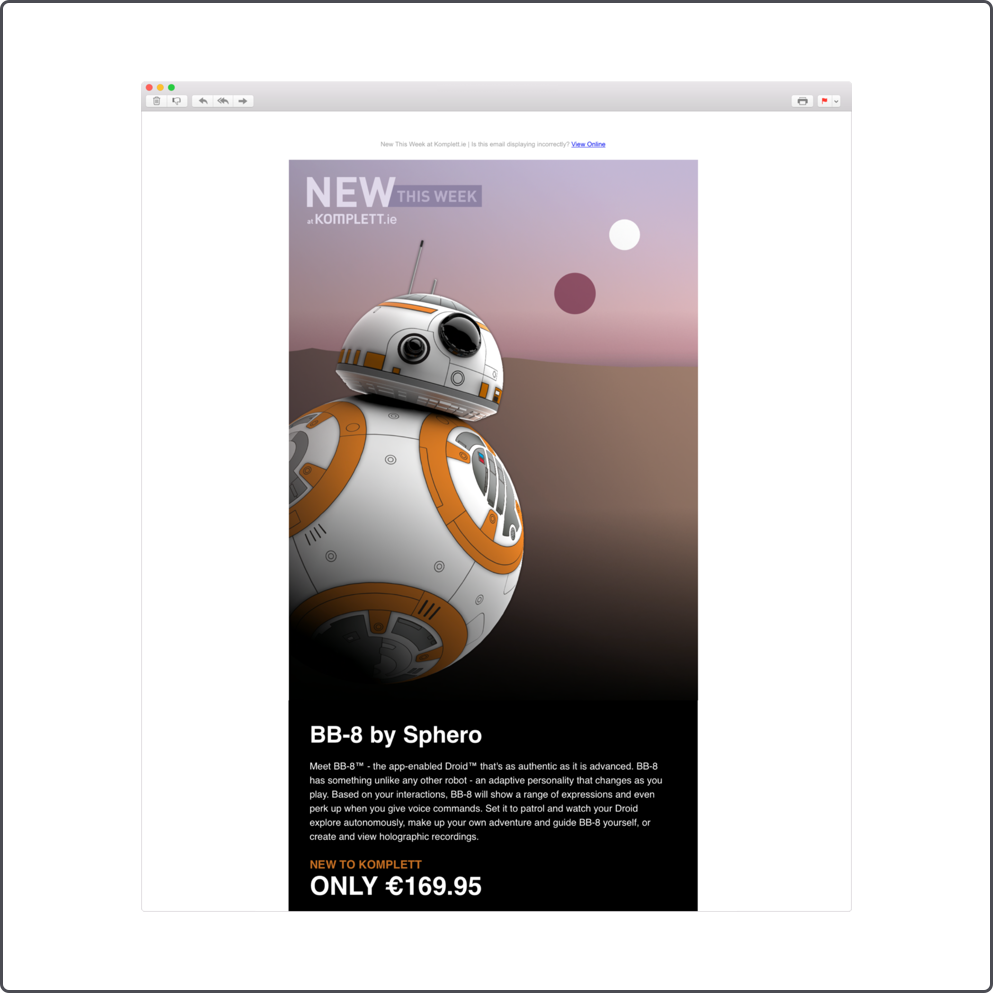 New This Week at Komplett.ie | Is this email displaying incorrectly? View Online
NEW THIS WEEK
at KOMPLETT.ie
BB-8 by Sphero
Meet BB-8™ - the app-enabled Droid™ that's as authentic as it is advanced. BB-8
has something unlike any other robot - an adaptive personality that changes as you
play. Based on your interactions, BB-8 will show a range of expressions and even
perk up when you give voice commands. Set it to patrol and watch your Droid
explore autonomously, make up your own adventure and guide BB-8 yourself, or
create and view holographic recordings.
NEW TO KOMPLETT
ONLY €169.95